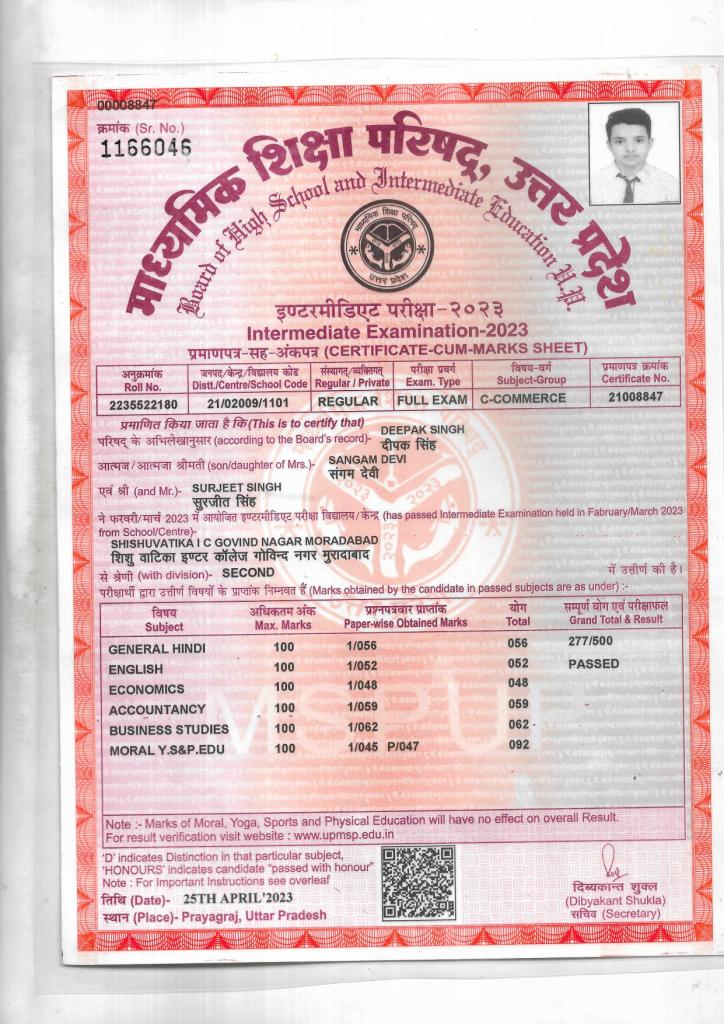 00008847
क्रमांक (Sr. No.)
1166046
माध्यमिक शिक्षा परिषद्, उत्तर प्रदेश
Board of High School and Intermediate Education U.P.
माध्यमिक शिक्षा परिषद्
उत्तर प्रदेश
इण्टरमीडिएट परीक्षा-२०२३
Intermediate Examination-2023
प्रमाणपत्र-सह-अंकपत्र (CERTIFICATE-CUM-MARKS SHEET)
अनुक्रमांक जनपद/केन्द्र/विद्यालय कोड संस्थागत/व्यक्तिगत परीक्षा प्रवर्ग विषय-वर्ग प्रमाणपत्र क्रमांक
Roll No. Distt./Centre/School Code Regular / Private Exam. Type Subject-Group Certificate No.
2235522180 21/02009/1101 REGULAR FULL EXAM C-COMMERCE 21008847
प्रमाणित किया जाता है कि (This is to certify that)
DEEPAK SINGH
परिषद् के अभिलेखानुसार (according to the Board's record)- दीपक सिंह
SANGAM DEVI
आत्मज/आत्मजा श्रीमती (son/daughter of Mrs.)- संगम देवी
एवं श्री (and Mr.)- SURJEET SINGH
सुरजीत सिंह
ने फरवरी/मार्च 2023 में आयोजित इण्टरमीडिएट परीक्षा विद्यालय/केन्द्र (has passed Intermediate Examination held in Fabruary/March 2023
from School/Centre)-
SHISHUVATIKA I C GOVIND NAGAR MORADABAD
शिशु वाटिका इण्टर कॉलेज गोविन्द नगर मुरादाबाद
से श्रेणी (with division)- SECOND में उत्तीर्ण की है।
परीक्षार्थी द्वारा उत्तीर्ण विषयों के प्राप्तांक निम्नवत हैं (Marks obtained by the candidate in passed subjects are as under) :-
विषय अधिकतम अंक प्रश्नपत्रवार प्राप्तांक योग सम्पूर्ण योग एवं परीक्षाफल
Subject Max. Marks Paper-wise Obtained Marks Total Grand Total & Result
GENERAL HINDI 100 1/056 056 277/500
ENGLISH 100 1/052 052 PASSED
ECONOMICS 100 1/048 048
ACCOUNTANCY 100 1/059 059
BUSINESS STUDIES 100 1/062 062
MORAL Y.S&P.EDU 100 1/045 P/047 092
MSPUP
Note :- Marks of Moral, Yoga, Sports and Physical Education will have no effect on overall Result.
For result verification visit website : www.upmsp.edu.in
'D' indicates Distinction in that particular subject,
'HONOURS' indicates candidate "passed with honour"
Note : For Important Instructions see overleaf
तिथि (Date)- 25TH APRIL'2023
स्थान (Place)- Prayagraj, Uttar Pradesh
दिब्यकान्त शुक्ल
(Dibyakant Shukla)
सचिव (Secretary)